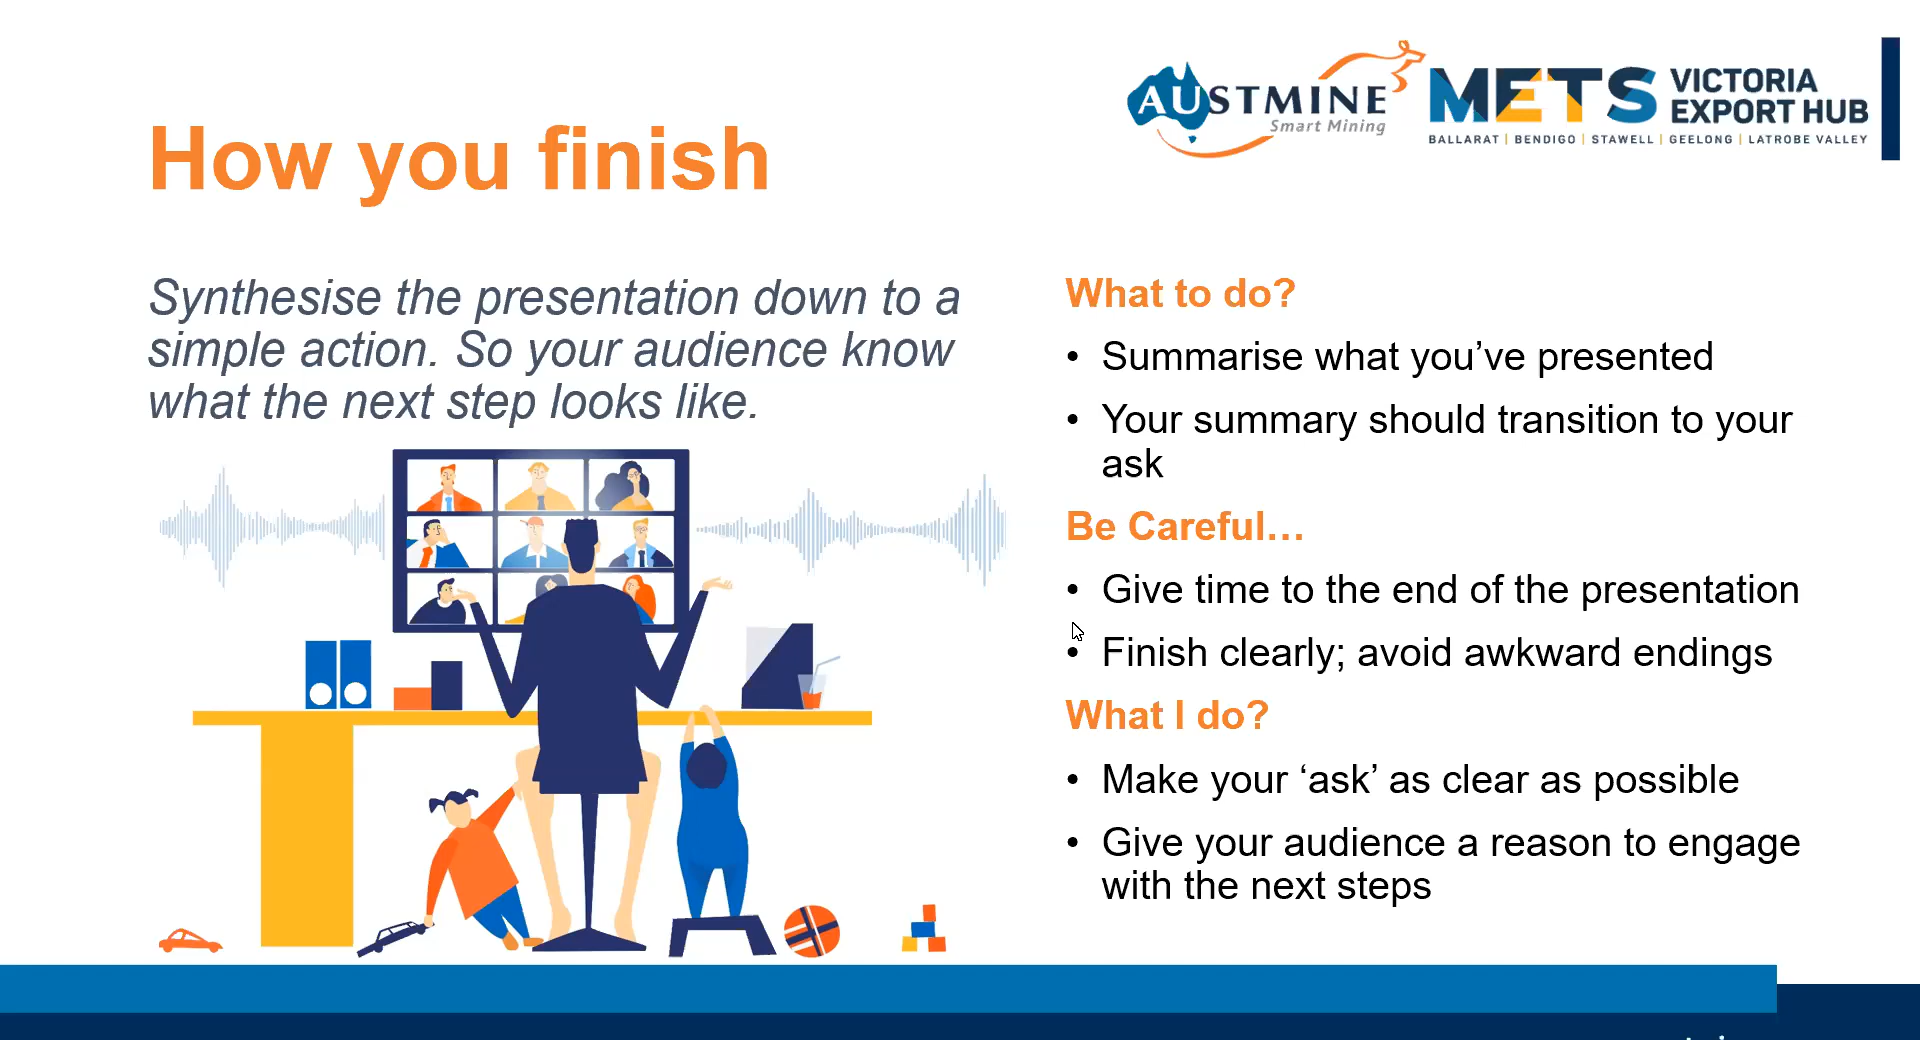 AUSTMINE
Smart Mining
METS VICTORIA EXPORT HUB
BALLARAT | BENDIGO | STAWELL | GEELONG | LATROBE VALLEY
How you finish
Synthesise the presentation down to a
simple action. So your audience know
what the next step looks like.
What to do?
• Summarise what you’ve presented
• Your summary should transition to your
ask
Be Careful…
• Give time to the end of the presentation
• Finish clearly; avoid awkward endings
What I do?
• Make your ‘ask’ as clear as possible
• Give your audience a reason to engage
with the next steps